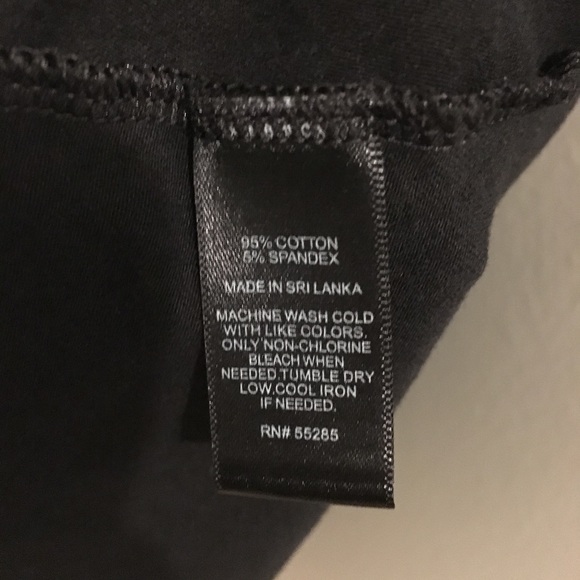 95% COTTON
5% SPANDEX
MADE IN SRI LANKA
MACHINE WASH COLD
WITH LIKE COLORS.
ONLY NON-CHLORINE
BLEACH WHEN
NEEDED.TUMBLE DRY
LOW.COOL IRON
IF NEEDED.
RN# 55285